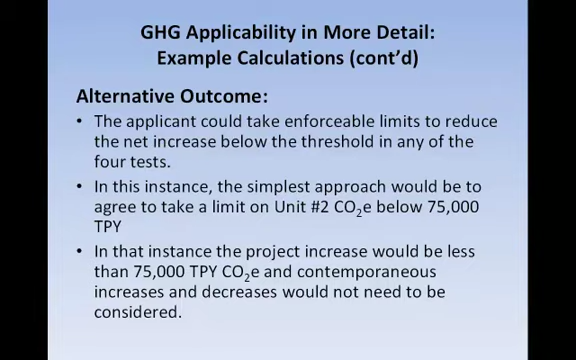 GHG Applicability in More Detail:
Example Calculations (cont'd)
Alternative Outcome:
• The applicant could take enforceable limits to reduce
the net increase below the threshold in any of the
four tests.
• In this instance, the simplest approach would be to
agree to take a limit on Unit #2 CO₂e below 75,000
TPY
• In that instance the project increase would be less
than 75,000 TPY CO₂e and contemporaneous
increases and decreases would not need to be
considered.